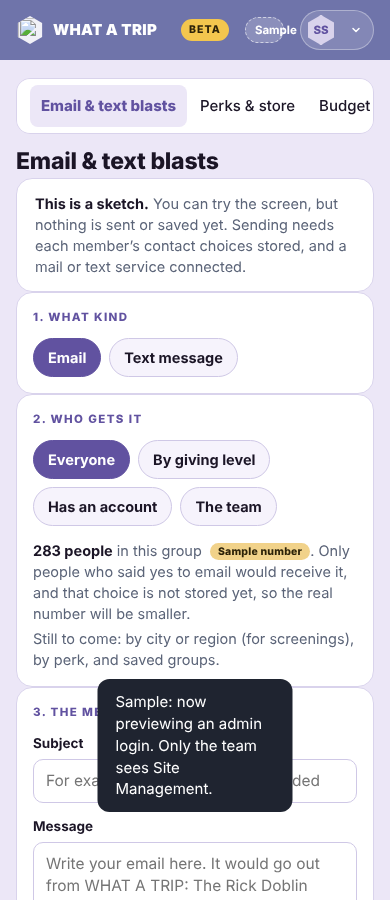 WHAT A TRIP
BETA
Sample
SS
Email & text blasts
Perks & store
Budget
Email & text blasts
This is a sketch. You can try the screen, but
nothing is sent or saved yet. Sending needs
each member’s contact choices stored, and a
mail or text service connected.
1. WHAT KIND
Email
Text message
2. WHO GETS IT
Everyone
By giving level
Has an account
The team
283 people in this group Sample number. Only
people who said yes to email would receive it,
and that choice is not stored yet, so the real
number will be smaller.
Still to come: by city or region (for screenings),
by perk, and saved groups.
3. THE
Sample: now
previewing an admin
login. Only the team
sees Site
Management.
Subject
For
Message
Write your email here. It would go out
from WHAT A TRIP: The Rick Doblin